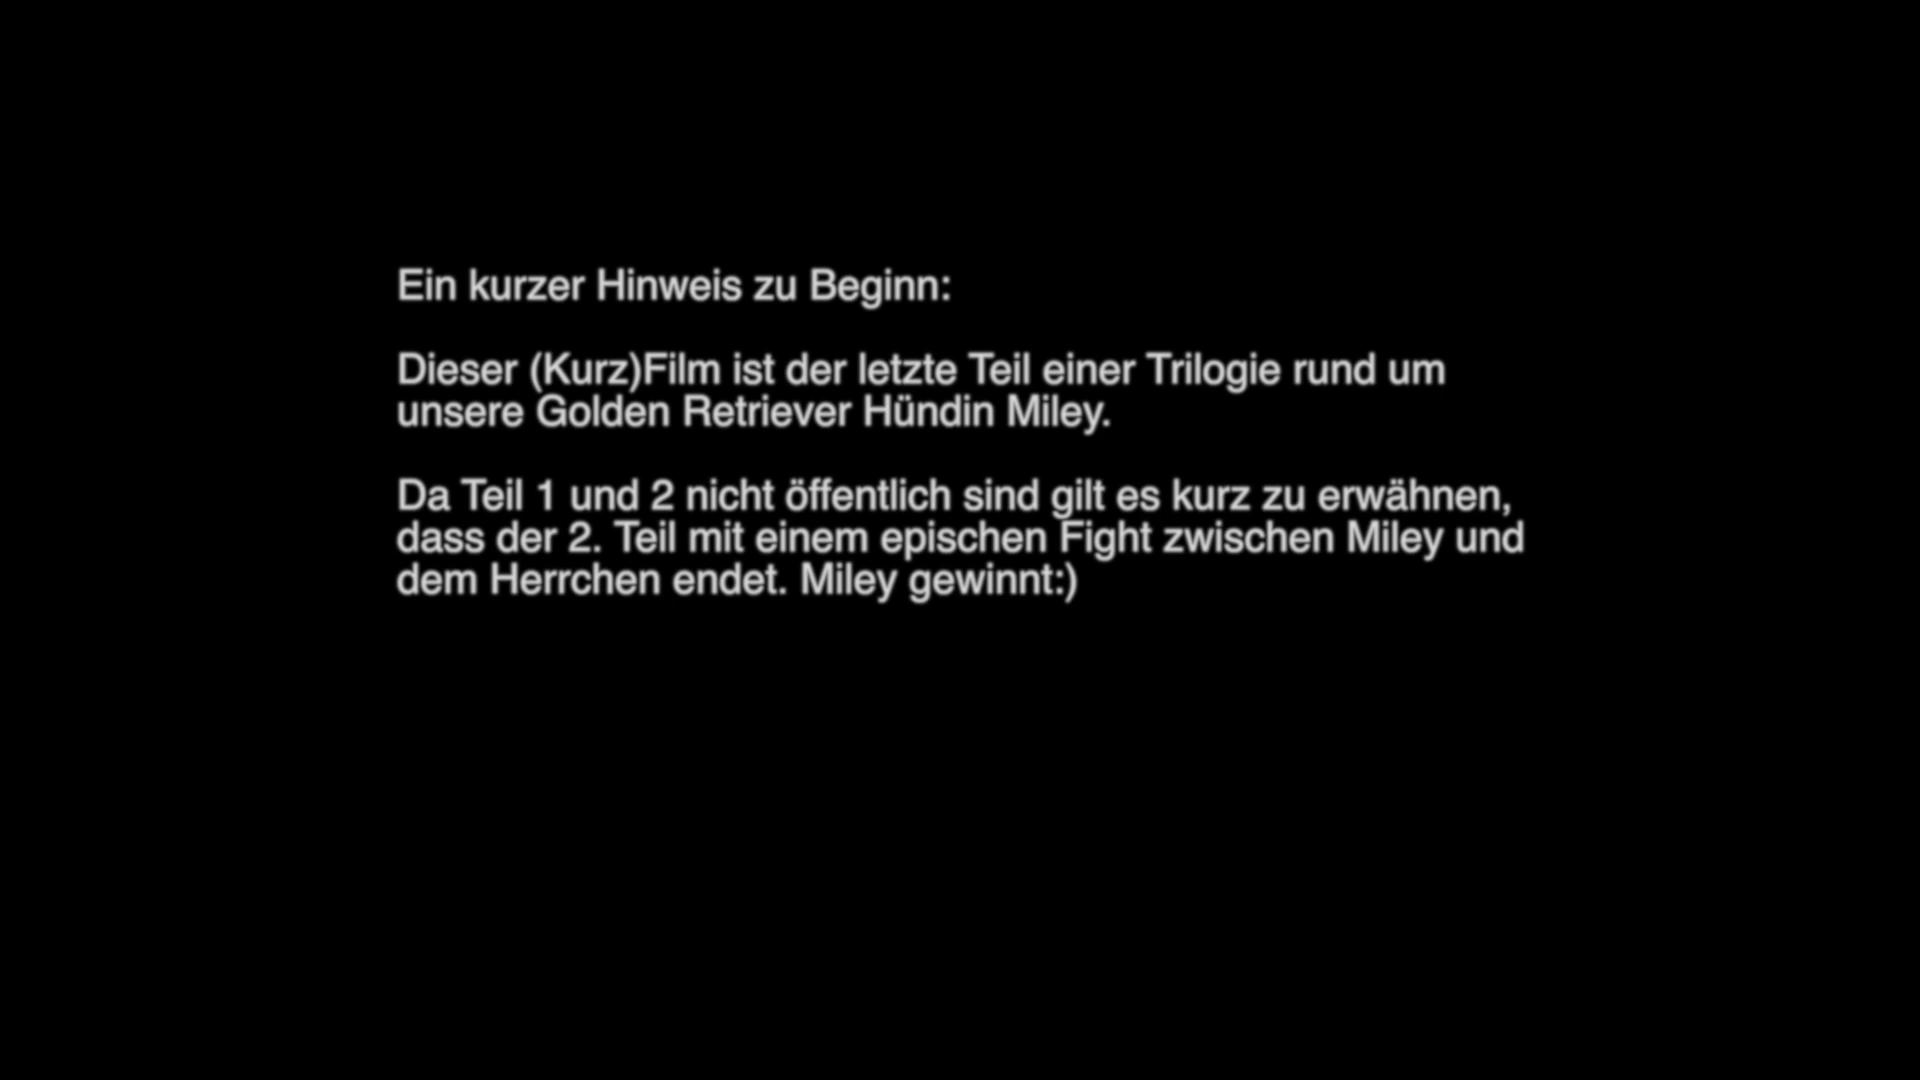 Ein kurzer Hinweis zu Beginn:
Dieser (Kurz)Film ist der letzte Teil einer Trilogie rund um
unsere Golden Retriever Hündin Miley.
Da Teil 1 und 2 nicht öffentlich sind gilt es kurz zu erwähnen,
dass der 2. Teil mit einem epischen Fight zwischen Miley und
dem Herrchen endet. Miley gewinnt:)